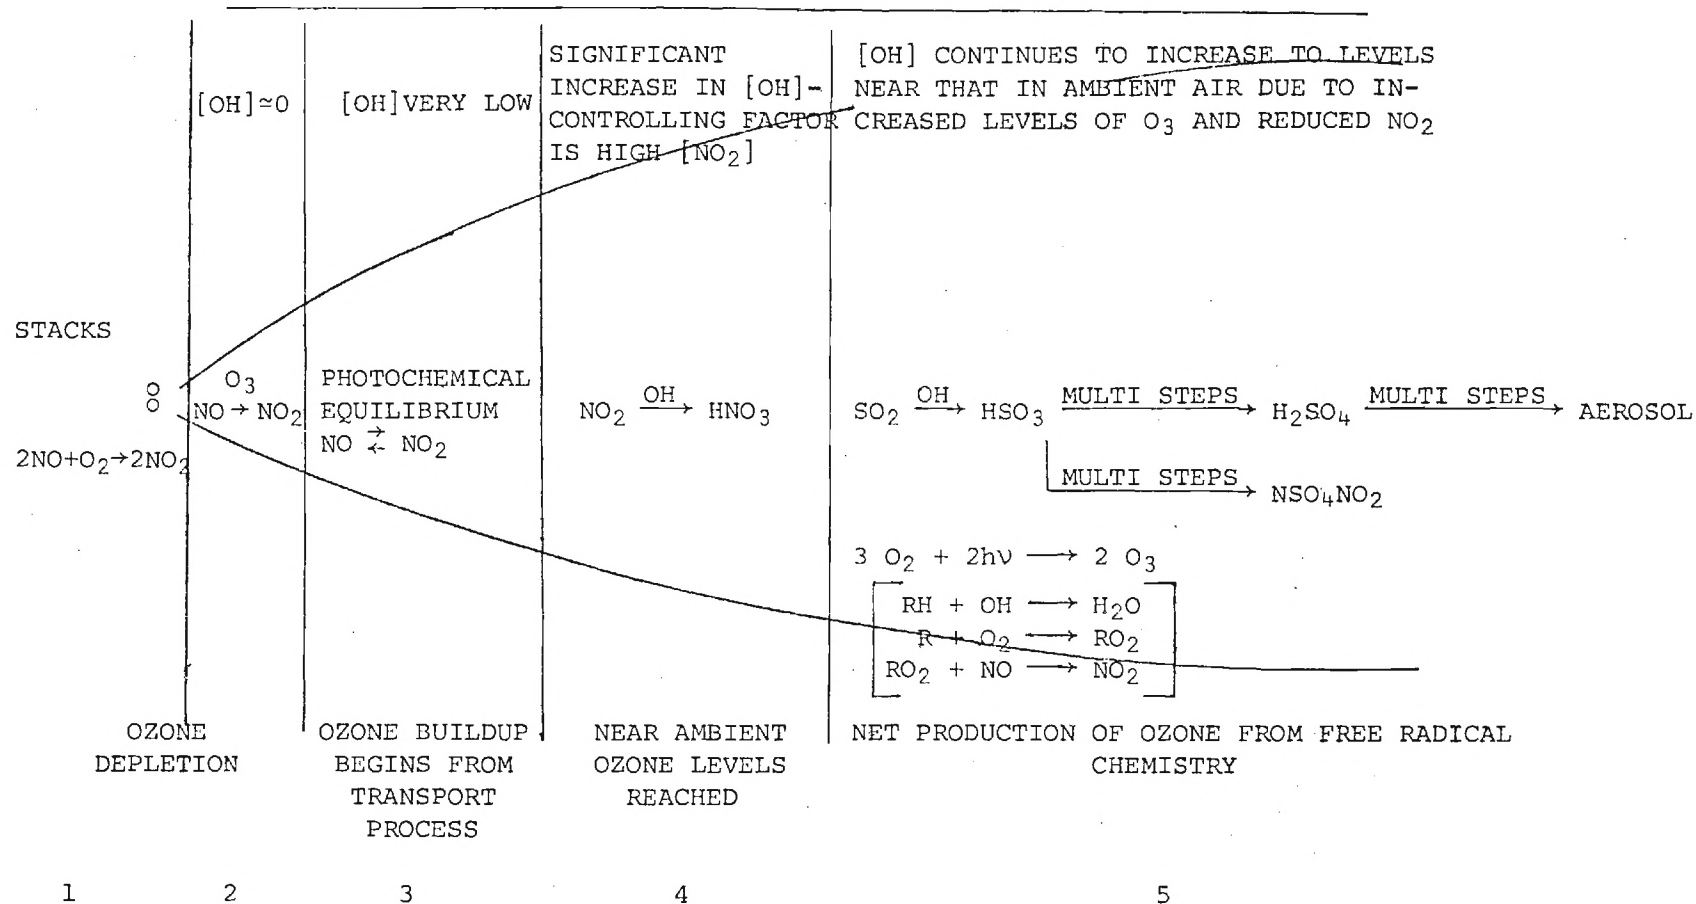 [OH]≃0
[OH]VERY LOW
SIGNIFICANT
INCREASE IN [OH]-
CONTROLLING FACTOR
IS HIGH [NO2]
[OH] CONTINUES TO INCREASE TO LEVELS
NEAR THAT IN AMBIENT AIR DUE TO IN-
CREASED LEVELS OF O3 AND REDUCED NO2
STACKS
2NO+O2→2NO2
O3
NO → NO2
PHOTOCHEMICAL
EQUILIBRIUM
NO ⇄ NO2
NO2 OH → HNO3
SO2 OH → HSO3 MULTI STEPS → H2SO4 MULTI STEPS → AEROSOL
MULTI STEPS → NSO4NO2
3 O2 + 2hν → 2 O3
RH + OH → H2O
R + O2 → RO2
RO2 + NO → NO2
OZONE
DEPLETION
OZONE BUILDUP
BEGINS FROM
TRANSPORT
PROCESS
NEAR AMBIENT
OZONE LEVELS
REACHED
NET PRODUCTION OF OZONE FROM FREE RADICAL
CHEMISTRY
1 2 3 4 5